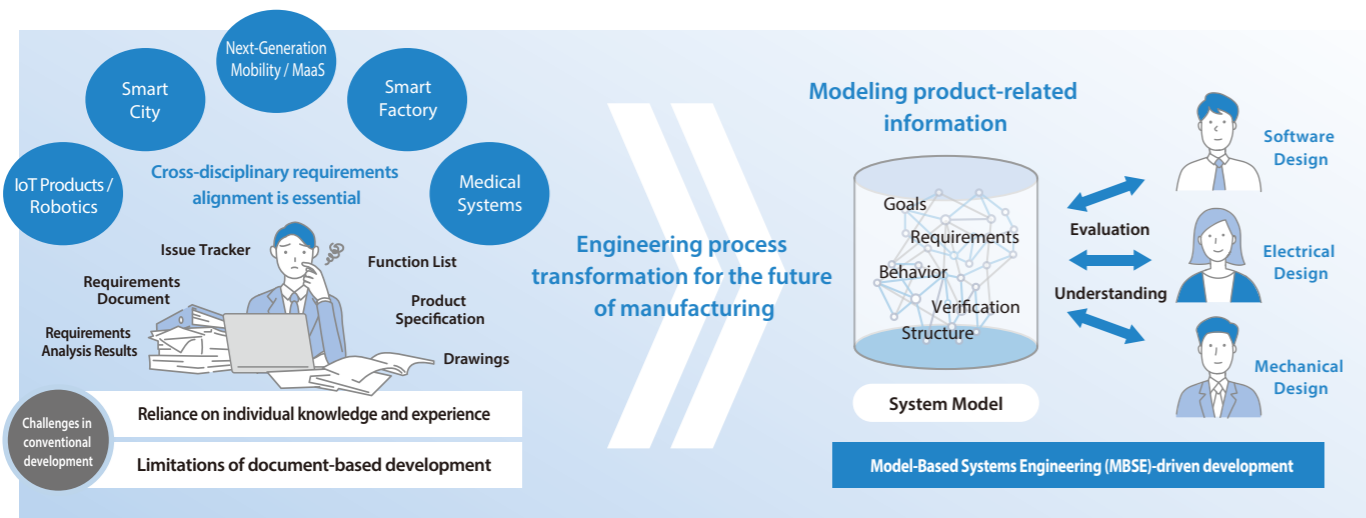 Next-Generation
Mobility / MaaS
Smart
City
Smart
Factory
IoT Products /
Robotics
Medical
Systems
Cross-disciplinary requirements
alignment is essential
Issue Tracker
Function List
Requirements
Document
Product
Specification
Requirements
Analysis Results
Drawings
Challenges in
conventional
development
Reliance on individual knowledge and experience
Limitations of document-based development
Engineering process
transformation for the future
of manufacturing
Modeling product-related
information
Goals
Requirements
Behavior
Verification
Structure
System Model
Evaluation
Understanding
Software
Design
Electrical
Design
Mechanical
Design
Model-Based Systems Engineering (MBSE)-driven development